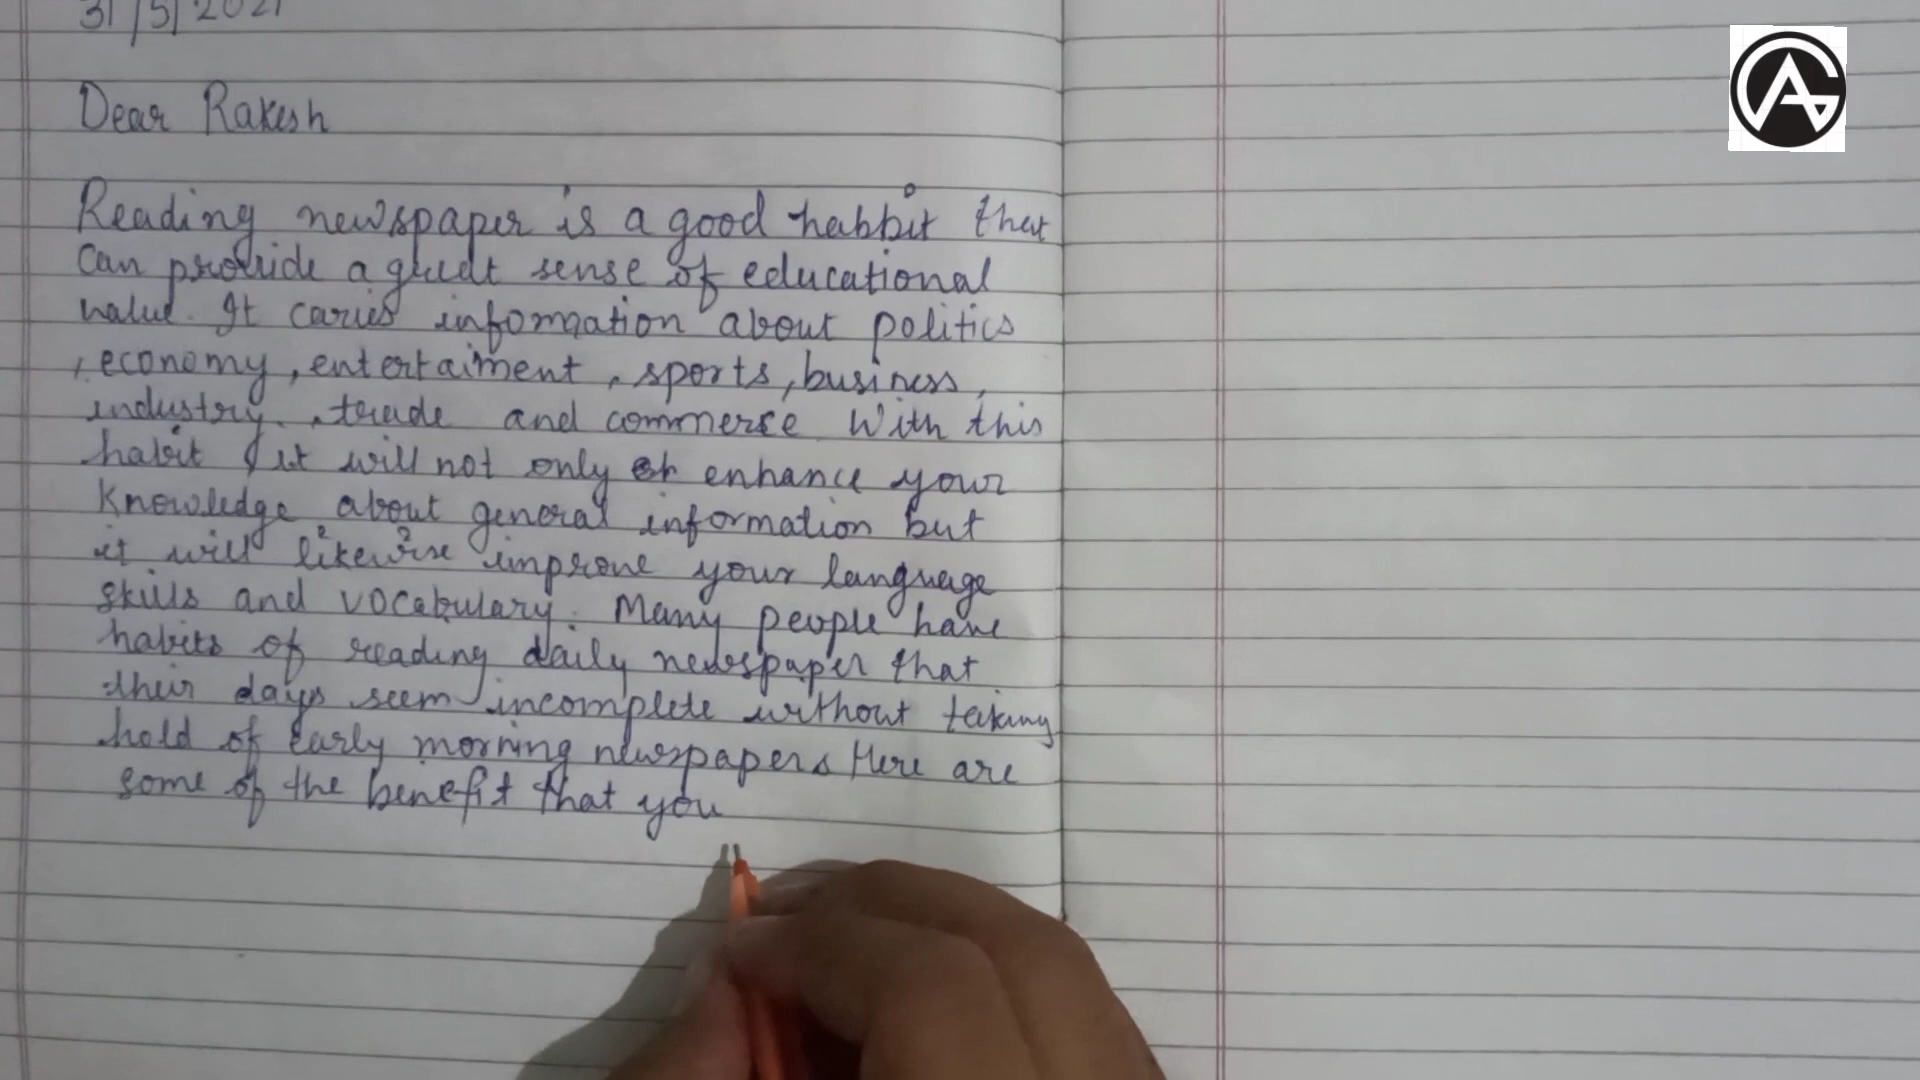 31/5/2021
Dear Rakesh
Reading newspaper is a good habbit that
can provide a great sense of educational
value. It caries infomation about politics
, economy, entertaiment, sports, business,
industry, trade and commerce With this
habit it will not only enhance your
knowledge about general information but
it will likewise improve your language
skills and vocabulary. Many people have
habits of reading daily newspaper that
their days seem incomplete without taking
hold of early morning newspapers Here are
some of the benefit that you